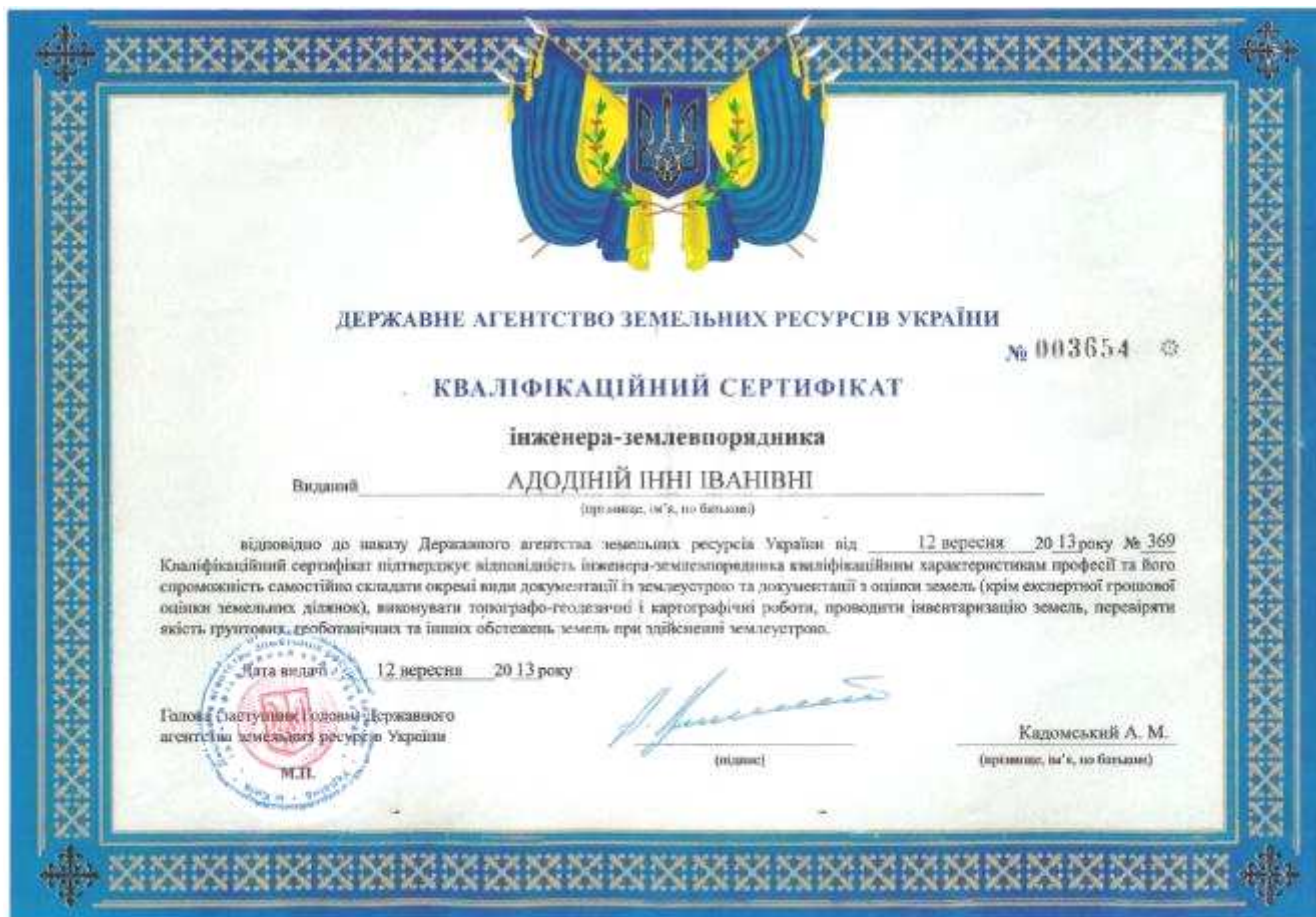 ДЕРЖАВНЕ АГЕНТСТВО ЗЕМЕЛЬНИХ РЕСУРСІВ УКРАЇНИ
№ 003654
КВАЛІФІКАЦІЙНИЙ СЕРТИФІКАТ
інженера-землевпорядника
Виданий АДОДІНІЙ ІННІ ІВАНІВНІ
(прізвище, ім'я, по батькові)
відповідно до наказу Державного агентства земельних ресурсів України від 12 вересня 20 13 року № 369
Кваліфікаційний сертифікат підтверджує відповідність інженера-землевпорядника кваліфікаційним характеристикам професії та його
спроможність самостійно складати окремі види документації із землеустрою та документації з оцінки земель (крім експертної грошової
оцінки земельних ділянок), виконувати топографо-геодезичні і картографічні роботи, проводити інвентаризацію земель, перевіряти
якість ґрунтових, геоботанічних та інших обстежень земель при здійсненні землеустрою.
Дата видачі 12 вересня 20 13 року
Голова (заступник Голови) Державного
агентства земельних ресурсів України
Кадомський А. М.
(підпис)
(прізвище, ім'я, по батькові)
М.П.